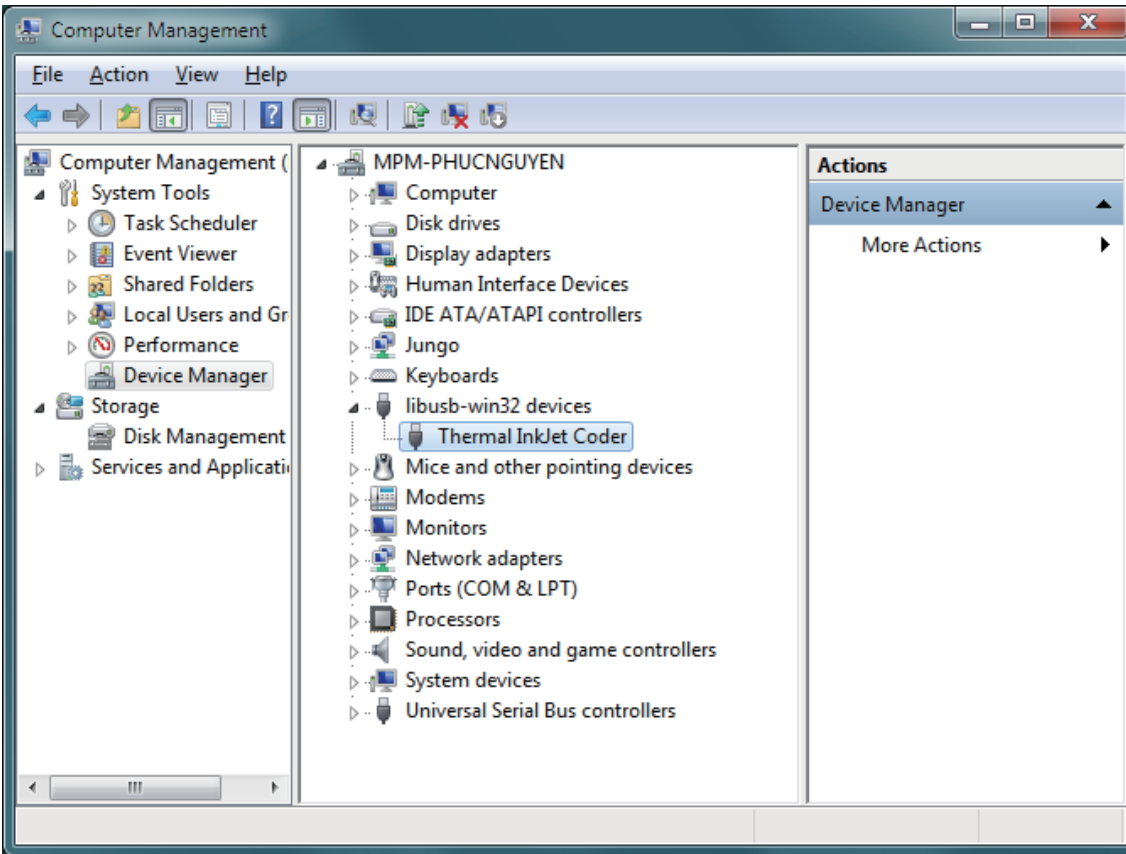 Computer Management
File Action View Help
Computer Management (
System Tools
Task Scheduler
Event Viewer
Shared Folders
Local Users and Gr
Performance
Device Manager
Storage
Disk Management
Services and Applicati
MPM-PHUCNGUYEN
Computer
Disk drives
Display adapters
Human Interface Devices
IDE ATA/ATAPI controllers
Jungo
Keyboards
libusb-win32 devices
Thermal InkJet Coder
Mice and other pointing devices
Modems
Monitors
Network adapters
Ports (COM & LPT)
Processors
Sound, video and game controllers
System devices
Universal Serial Bus controllers
Actions
Device Manager
More Actions